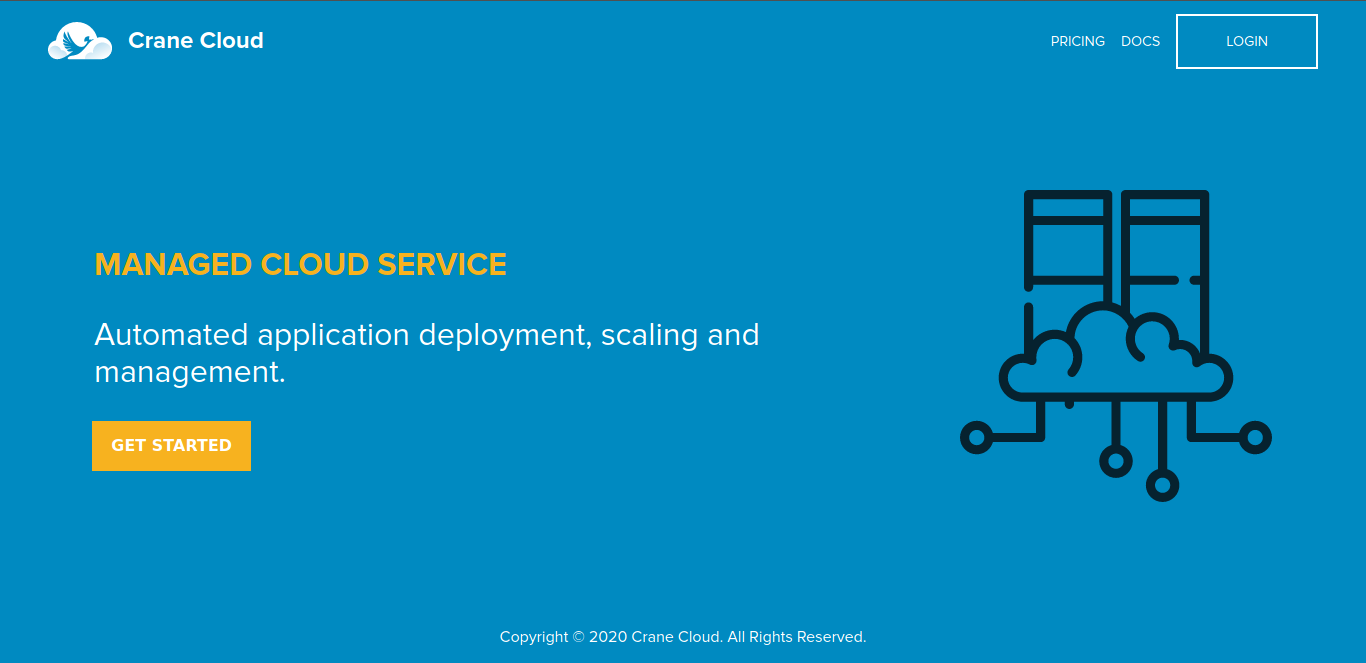 Crane Cloud
PRICING
DOCS
LOGIN
MANAGED CLOUD SERVICE
Automated application deployment, scaling and
management.
GET STARTED
Copyright © 2020 Crane Cloud. All Rights Reserved.